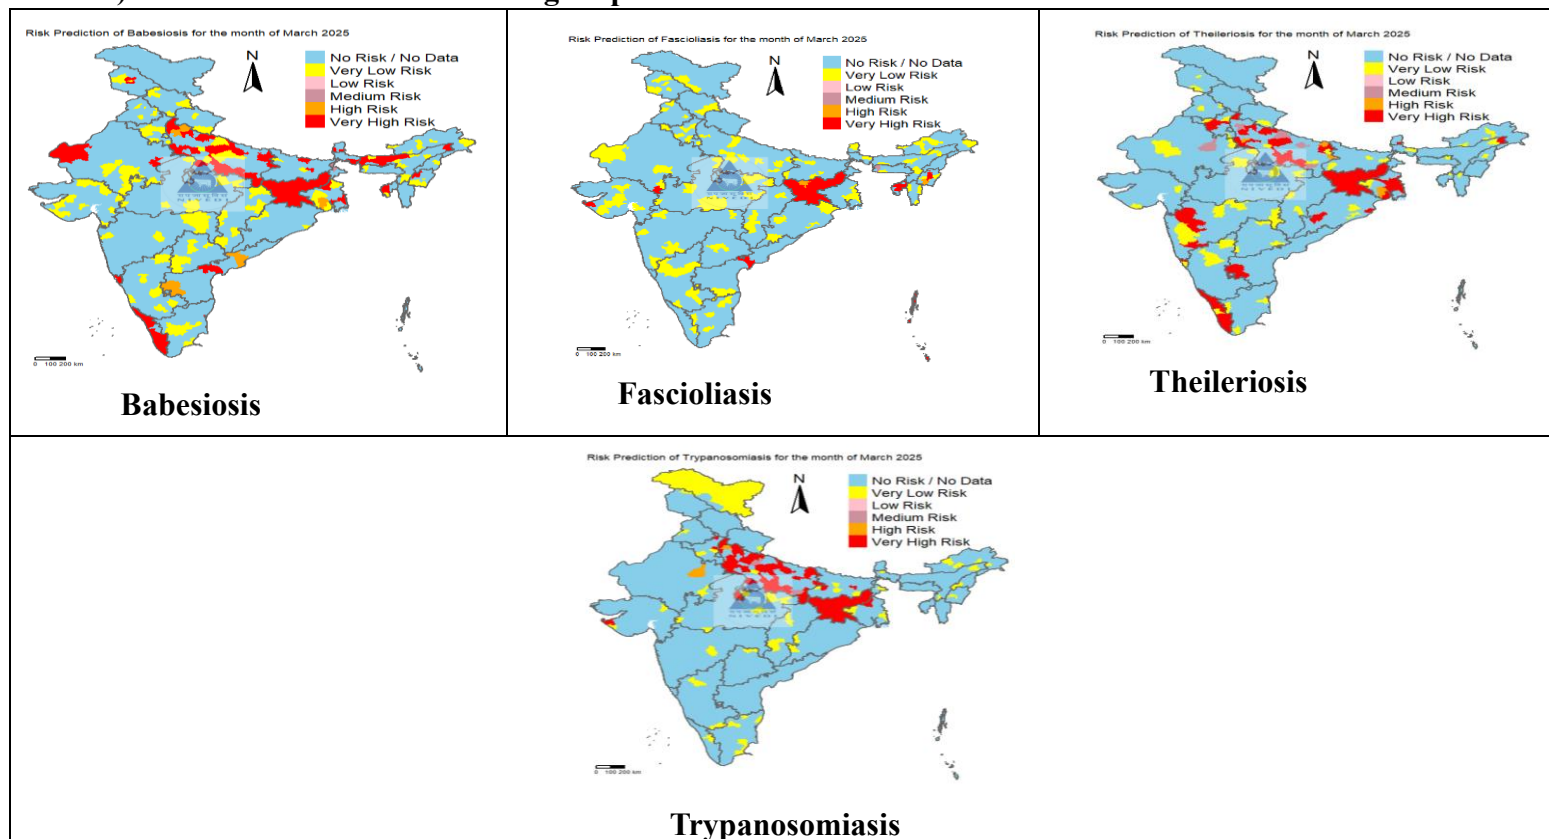 Risk Prediction of Babesiosis for the month of March 2025
N
No Risk / No Data
Very Low Risk
Low Risk
Medium Risk
High Risk
Very High Risk
0 100 200 km
Babesiosis
Risk Prediction of Fascioliasis for the month of March 2025
N
No Risk / No Data
Very Low Risk
Low Risk
Medium Risk
High Risk
Very High Risk
0 100 200 km
Fascioliasis
Risk Prediction of Theileriosis for the month of March 2025
N
No Risk / No Data
Very Low Risk
Low Risk
Medium Risk
High Risk
Very High Risk
0 100 200 km
Theileriosis
Risk Prediction of Trypanosomiasis for the month of March 2025
N
No Risk / No Data
Very Low Risk
Low Risk
Medium Risk
High Risk
Very High Risk
NIVEDI
0 100 200 km
Trypanosomiasis